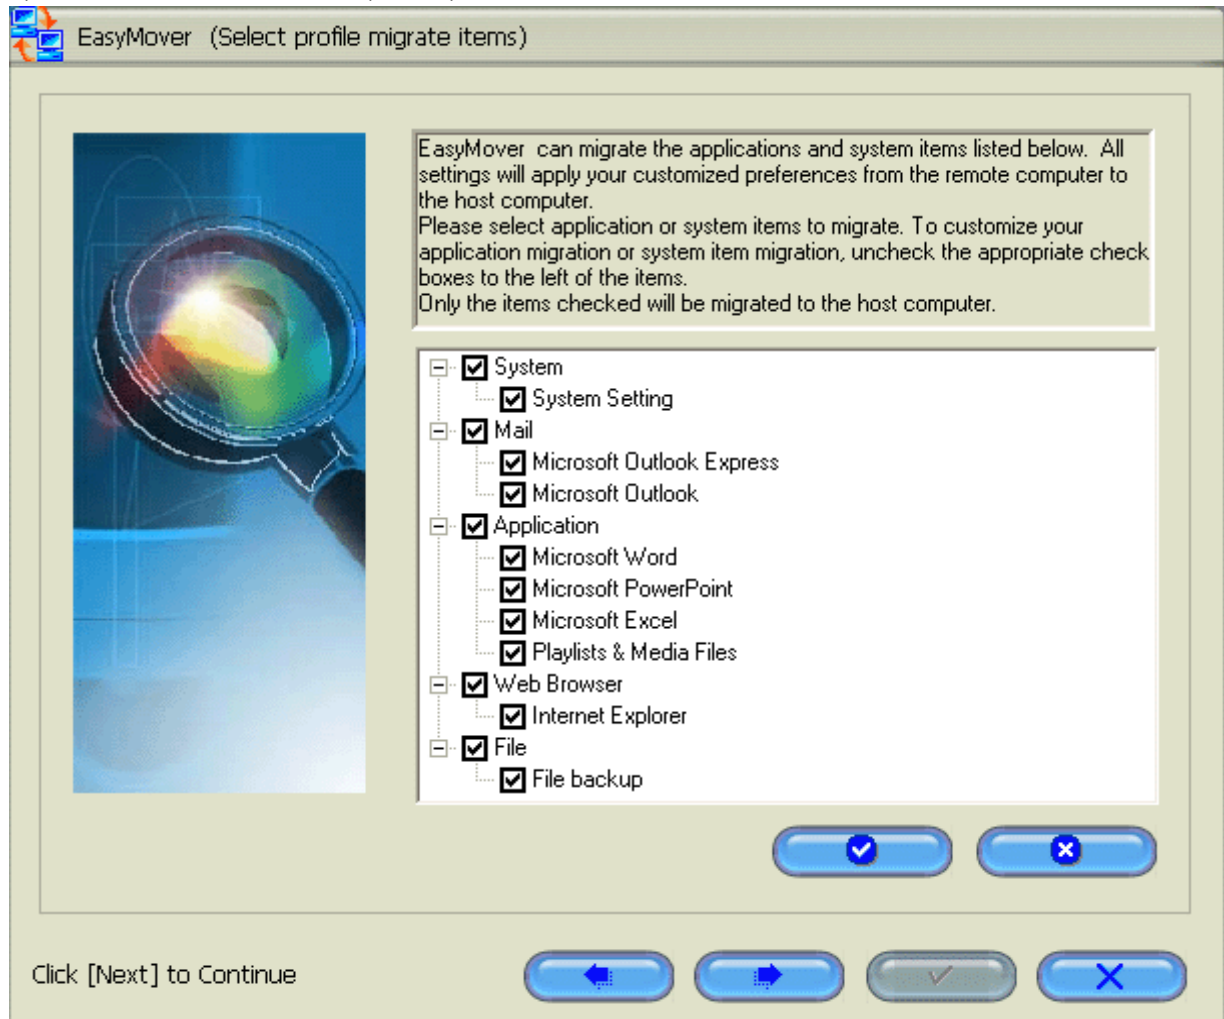 EasyMover (Select profile migrate items)
EasyMover can migrate the applications and system items listed below. All
settings will apply your customized preferences from the remote computer to
the host computer.
Please select application or system items to migrate. To customize your
application migration or system item migration, uncheck the appropriate check
boxes to the left of the items.
Only the items checked will be migrated to the host computer.
System
System Setting
Mail
Microsoft Outlook Express
Microsoft Outlook
Application
Microsoft Word
Microsoft PowerPoint
Microsoft Excel
Playlists & Media Files
Web Browser
Internet Explorer
File
File backup
Click [Next] to Continue